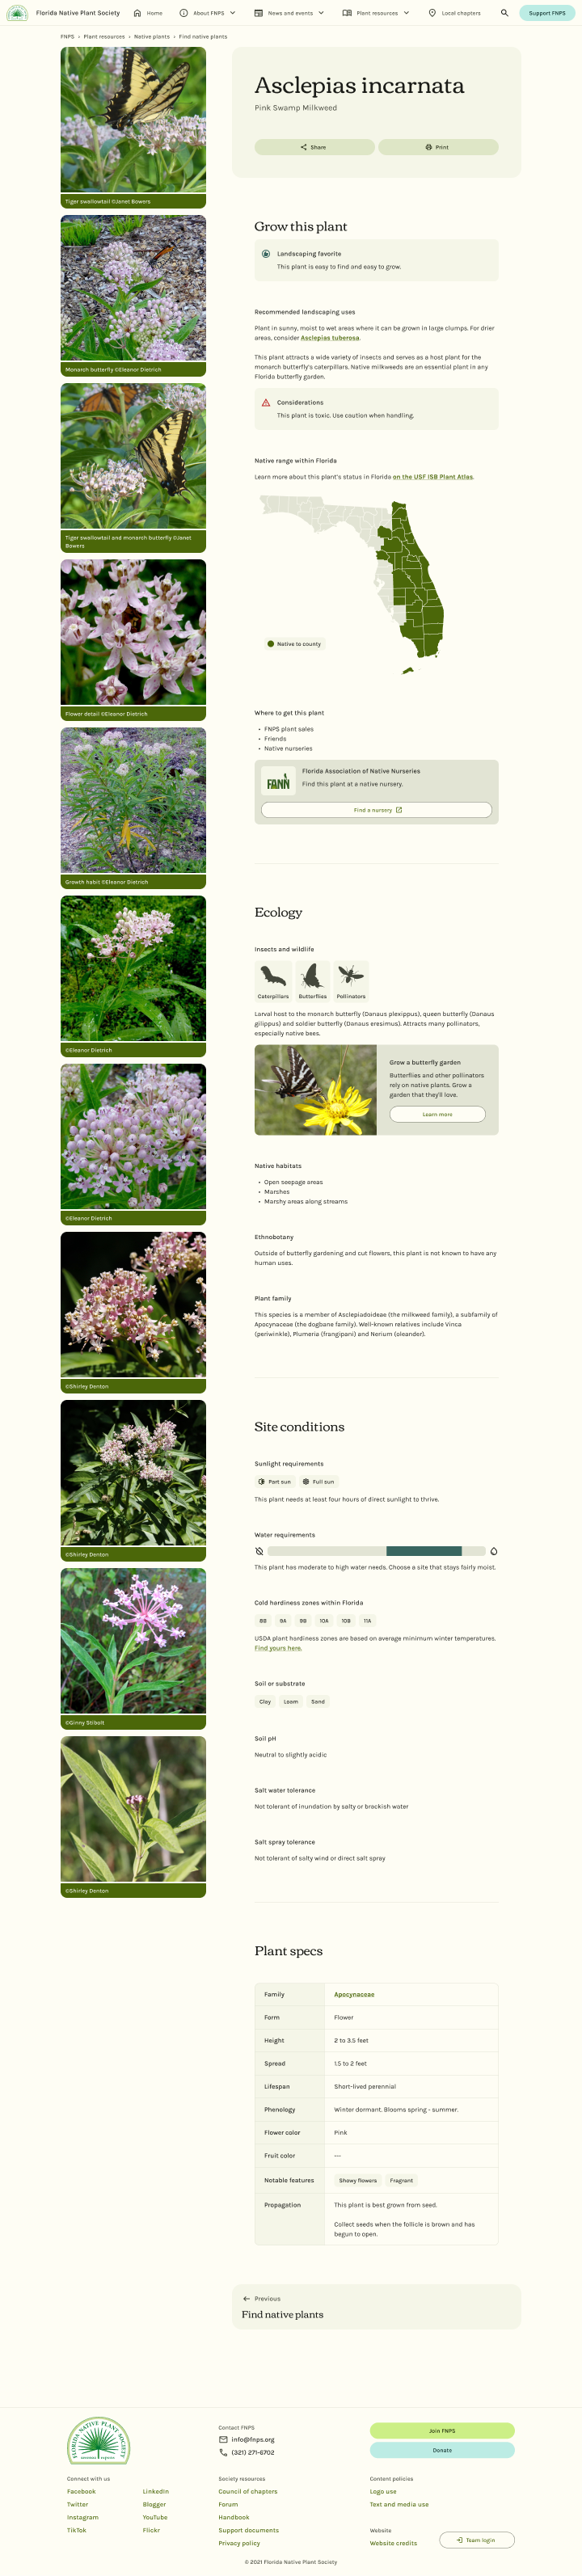 Florida Native Plant Society
Home
About FNPS
News and events
Plant resources
Local chapters
Support FNPS
FNPS › Plant resources › Native plants › Find native plants
Tiger swallowtail ©Janet Bowers
Monarch butterfly ©Eleanor Dietrich
Tiger swallowtail and monarch butterfly ©Janet
Bowers
Flower detail ©Eleanor Dietrich
Growth habit ©Eleanor Dietrich
©Eleanor Dietrich
©Eleanor Dietrich
©Shirley Denton
©Shirley Denton
©Ginny Stibolt
©Shirley Denton
Asclepias incarnata
Pink Swamp Milkweed
Share
Print
Grow this plant
Landscaping favorite
This plant is easy to find and easy to grow.
Recommended landscaping uses
Plant in sunny, moist to wet areas where it can be grown in large clumps. For drier
areas, consider Asclepias tuberosa.
This plant attracts a wide variety of insects and serves as a host plant for the
monarch butterfly's caterpillars. Native milkweeds are an essential plant in any
Florida butterfly garden.
Considerations
This plant is toxic. Use caution when handling.
Native range within Florida
Learn more about this plant's status in Florida on the USF ISB Plant Atlas.
Native to county
Where to get this plant
• FNPS plant sales
• Friends
• Native nurseries
FANN
Florida Association of Native Nurseries
Find this plant at a native nursery.
Find a nursery
Ecology
Insects and wildlife
Caterpillars
Butterflies
Pollinators
Larval host to the monarch butterfly (Danaus plexippus), queen butterfly (Danaus
gilippus) and soldier butterfly (Danaus eresimus). Attracts many pollinators,
especially native bees.
Grow a butterfly garden
Butterflies and other pollinators
rely on native plants. Grow a
garden that they'll love.
Learn more
Native habitats
• Open seepage areas
• Marshes
• Marshy areas along streams
Ethnobotany
Outside of butterfly gardening and cut flowers, this plant is not known to have any
human uses.
Plant family
This species is a member of Asclepiadoideae (the milkweed family), a subfamily of
Apocynaceae (the dogbane family). Well-known relatives include Vinca
(periwinkle), Plumeria (frangipani) and Nerium (oleander).
Site conditions
Sunlight requirements
Part sun
Full sun
This plant needs at least four hours of direct sunlight to thrive.
Water requirements
This plant has moderate to high water needs. Choose a site that stays fairly moist.
Cold hardiness zones within Florida
8B 9A 9B 10A 10B 11A
USDA plant hardiness zones are based on average minimum winter temperatures.
Find yours here.
Soil or substrate
Clay Loam Sand
Soil pH
Neutral to slightly acidic
Salt water tolerance
Not tolerant of inundation by salty or brackish water
Salt spray tolerance
Not tolerant of salty wind or direct salt spray
Plant specs
Family Apocynaceae
Form Flower
Height 2 to 3.5 feet
Spread 1.5 to 2 feet
Lifespan Short-lived perennial
Phenology Winter dormant. Blooms spring - summer.
Flower color Pink
Fruit color ---
Notable features Showy flowers Fragrant
Propagation This plant is best grown from seed.
Collect seeds when the follicle is brown and has
begun to open.
Previous
Find native plants
FLORIDA NATIVE PLANT SOCIETY
Contact FNPS
info@fnps.org
(321) 271-6702
Join FNPS
Donate
Connect with us
Facebook
Twitter
Instagram
TikTok
LinkedIn
Blogger
YouTube
Flickr
Society resources
Council of chapters
Forum
Handbook
Support documents
Privacy policy
Content policies
Logo use
Text and media use
Website
Website credits
Team login
© 2021 Florida Native Plant Society